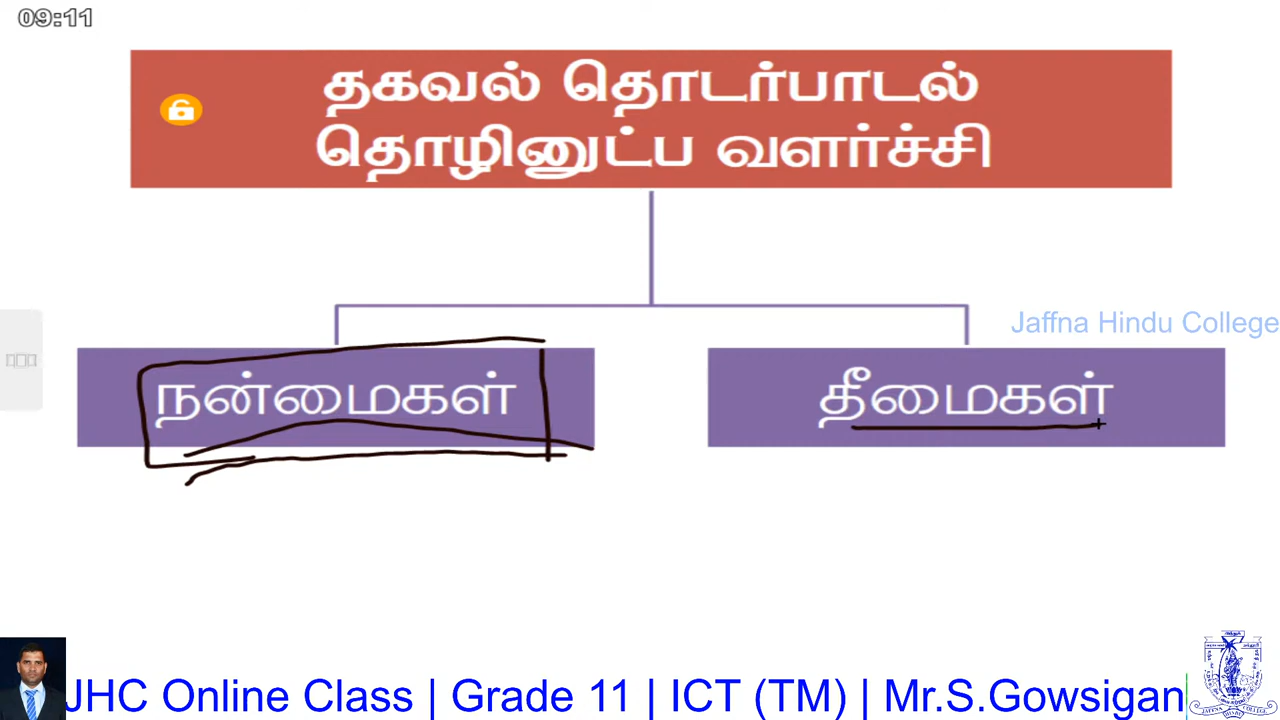 09:11
தகவல் தொடர்பாடல்
தொழினுட்ப வளர்ச்சி
Jaffna Hindu College
நன்மைகள்
தீமைகள்
JHC Online Class | Grade 11 | ICT (TM) | Mr.S.Gowsigan